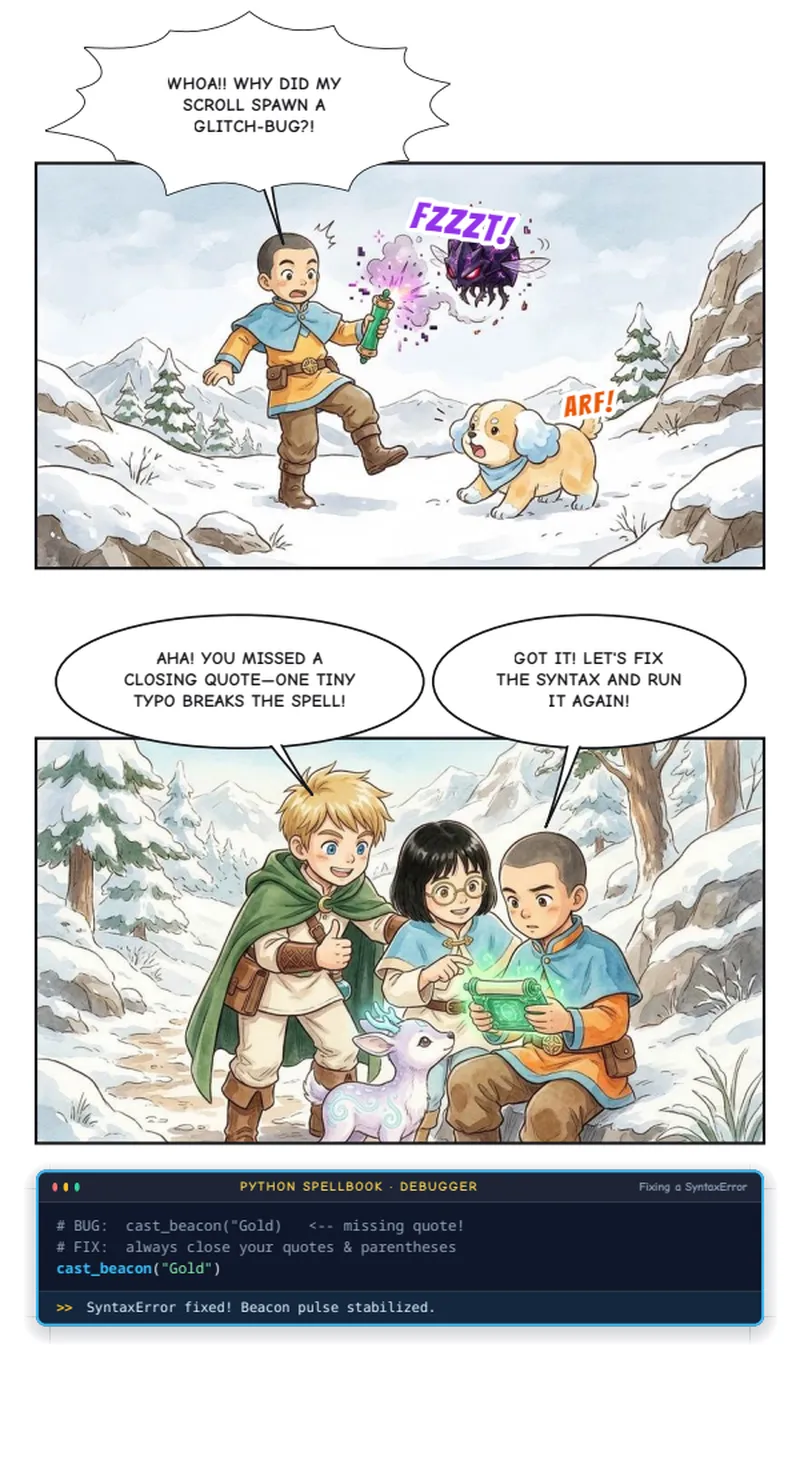 WHOA!! WHY DID MY
SCROLL SPAWN A
GLITCH-BUG?!
FZZZT!
ARF!
AHA! YOU MISSED A
CLOSING QUOTE—ONE TINY
TYPO BREAKS THE SPELL!
GOT IT! LET'S FIX
THE SYNTAX AND RUN
IT AGAIN!
PYTHON SPELLBOOK · DEBUGGER
Fixing a SyntaxError
# BUG:  cast_beacon("Gold)   <-- missing quote!
# FIX:  always close your quotes & parentheses
cast_beacon("Gold")
>> SyntaxError fixed! Beacon pulse stabilized.